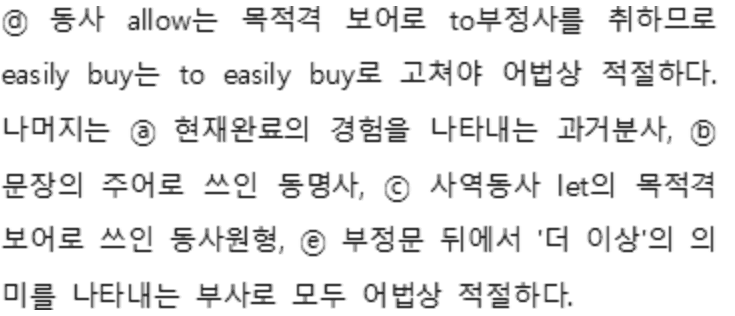 ⓓ 동사 allow는 목적격 보어로 to부정사를 취하므로
easily buy는 to easily buy로 고쳐야 어법상 적절하다.
나머지는 ⓐ 현재완료의 경험을 나타내는 과거분사, ⓑ
문장의 주어로 쓰인 동명사, ⓒ 사역동사 let의 목적격
보어로 쓰인 동사원형, ⓔ 부정문 뒤에서 '더 이상'의 의
미를 나타내는 부사로 모두 어법상 적절하다.